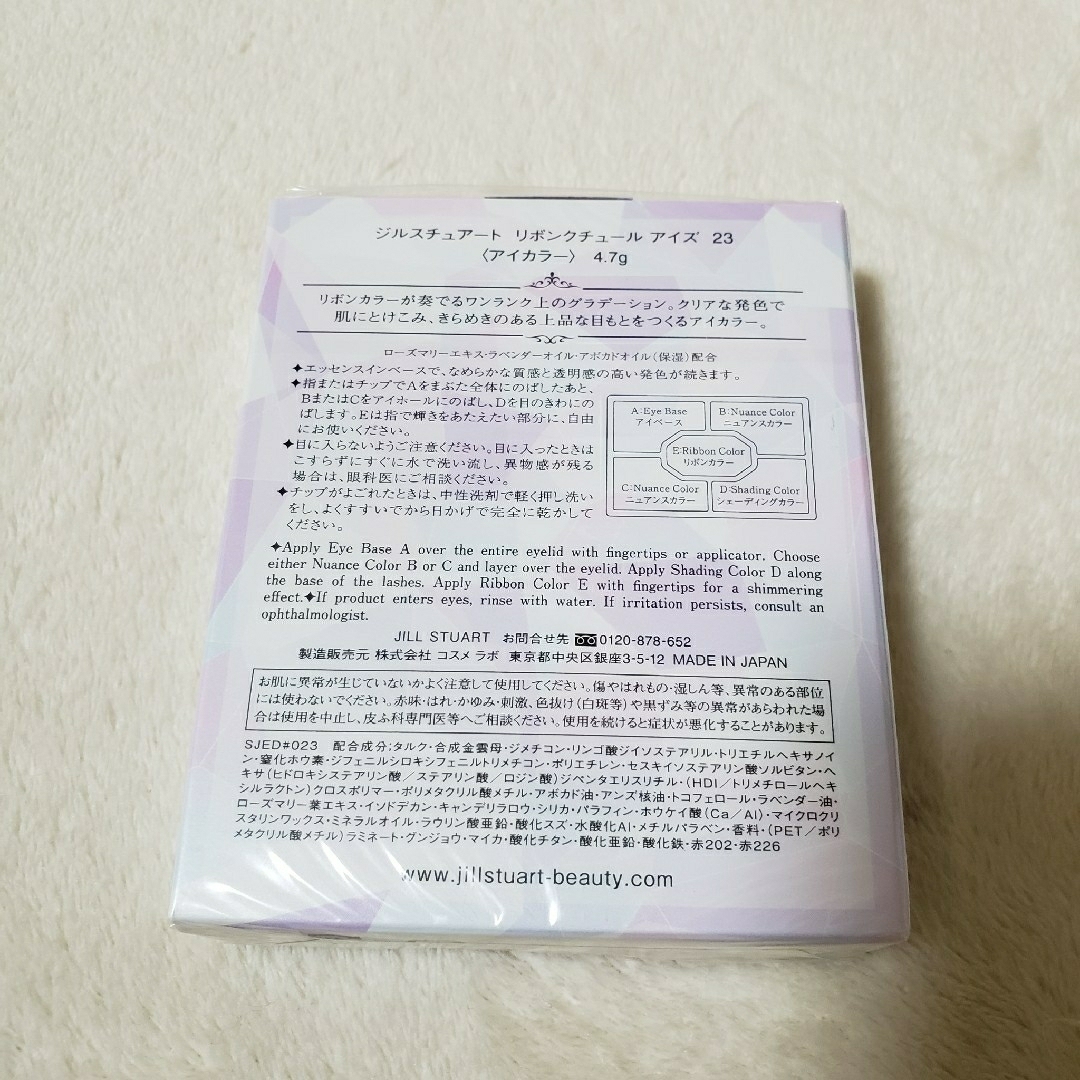 ジルスチュアート リボンクチュール アイズ 23
〈アイカラー〉 4.7g
リボンカラーが奏でるワンランク上のグラデーション。クリアな発色で
肌にとけこみ、きらめきのある上品な目もとをつくるアイカラー。
ローズマリーエキス・ラベンダーオイル・アボカドオイル(保湿)配合
✦エッセンスインベースで、なめらかな質感と透明感の高い発色が続きます。
✦指またはチップでAをまぶた全体にのばしたあと、
BまたはCをアイホールにのばし、Dを目のきわにの
ばします。Eは指で輝きをあたえたい部分に、自由
にお使いください。
✦目に入らないようご注意ください。目に入ったときは
こすらずにすぐに水で洗い流し、異物感が残る
場合は、眼科医にご相談ください。
✦チップがよごれたときは、中性洗剤で軽く押し洗い
をし、よくすすいでから日かげで完全に乾かして
ください。
A:Eye Base
アイベース
B:Nuance Color
ニュアンスカラー
E:Ribbon Color
リボンカラー
C:Nuance Color
ニュアンスカラー
D:Shading Color
シェーディングカラー
✦Apply Eye Base A over the entire eyelid with fingertips or applicator. Choose
either Nuance Color B or C and layer over the eyelid. Apply Shading Color D along
the base of the lashes. Apply Ribbon Color E with fingertips for a shimmering
effect.✦If product enters eyes, rinse with water. If irritation persists, consult an
ophthalmologist.
JILL STUART お問合せ先 0120-878-652
製造販売元 株式会社 コスメ ラボ 東京都中央区銀座3-5-12 MADE IN JAPAN
お肌に異常が生じていないかよく注意して使用してください。傷やはれもの・湿しん等、異常のある部位
には使わないでください。赤味・はれ・かゆみ・刺激、色抜け(白斑等)や黒ずみ等の異常があらわれた場
合は使用を中止し、皮ふ科専門医等へご相談ください。使用を続けると症状が悪化することがあります。
SJED#023 配合成分:タルク・合成金雲母・ジメチコン・リンゴ酸ジイソステアリル・トリエチルヘキサノイ
ン・窒化ホウ素・ジフェニルシロキシフェニルトリメチコン・ポリエチレン・セスキイソステアリン酸ソルビタン・ヘ
キサ(ヒドロキシステアリン酸/ステアリン酸/ロジン酸)ジペンタエリスリチル・(HDI/トリメチロールヘキ
シルラクトン)クロスポリマー・ポリメタクリル酸メチル・アボカド油・アンズ核油・トコフェロール・ラベンダー油・
ローズマリー葉エキス・イソドデカン・キャンデリラロウ・シリカ・パラフィン・ホウケイ酸(Ca/Al)・マイクロクリ
スタリンワックス・ミネラルオイル・ラウリン酸亜鉛・酸化スズ・水酸化Al・メチルパラベン・香料・(PET/ポリ
メタクリル酸メチル)ラミネート・グンジョウ・マイカ・酸化チタン・酸化亜鉛・酸化鉄・赤202・赤226
www.jillstuart-beauty.com